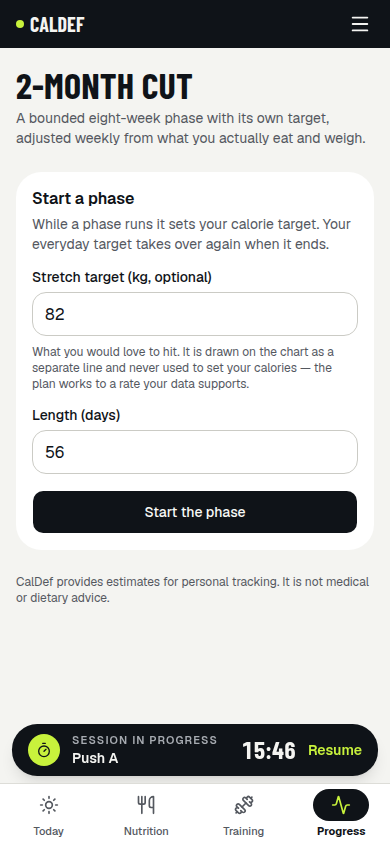 CALDEF
2-MONTH CUT
A bounded eight-week phase with its own target,
adjusted weekly from what you actually eat and weigh.
Start a phase
While a phase runs it sets your calorie target. Your
everyday target takes over again when it ends.
Stretch target (kg, optional)
82
What you would love to hit. It is drawn on the chart as a
separate line and never used to set your calories — the
plan works to a rate your data supports.
Length (days)
56
Start the phase
CalDef provides estimates for personal tracking. It is not medical
or dietary advice.
SESSION IN PROGRESS
Push A
15:46
Resume
Today
Nutrition
Training
Progress